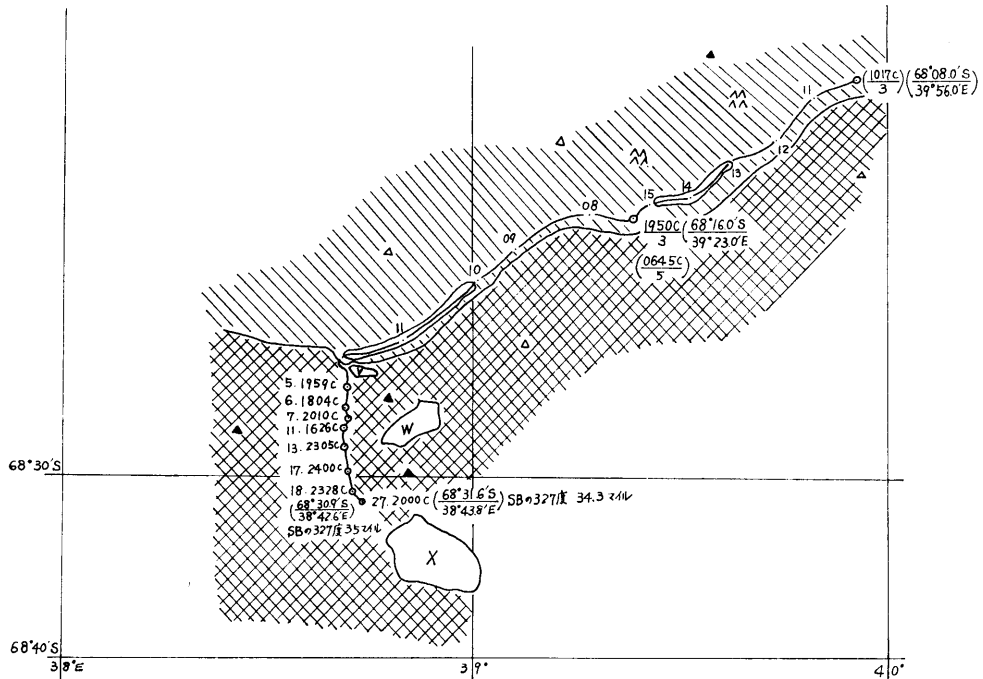 11
(1017C/3) (68°08.0'S/39°56.0'E)
12
13
14
15
08
1950C/3 (68°16.0'S/39°23.0'E)
(0645C/5)
09
10
11
V
5. 1959C
6. 1804C
7. 2010C
11. 1626C
13. 2305C
17. 2400C
18. 2328C
(68°30.9'S/38°42.6'E)
SBの327度 35マイル
27. 2000C (68°31.6'S/38°43.8'E) SBの327度 34.3マイル
W
X
68°30'S
68°40'S
38°E
39°
40°